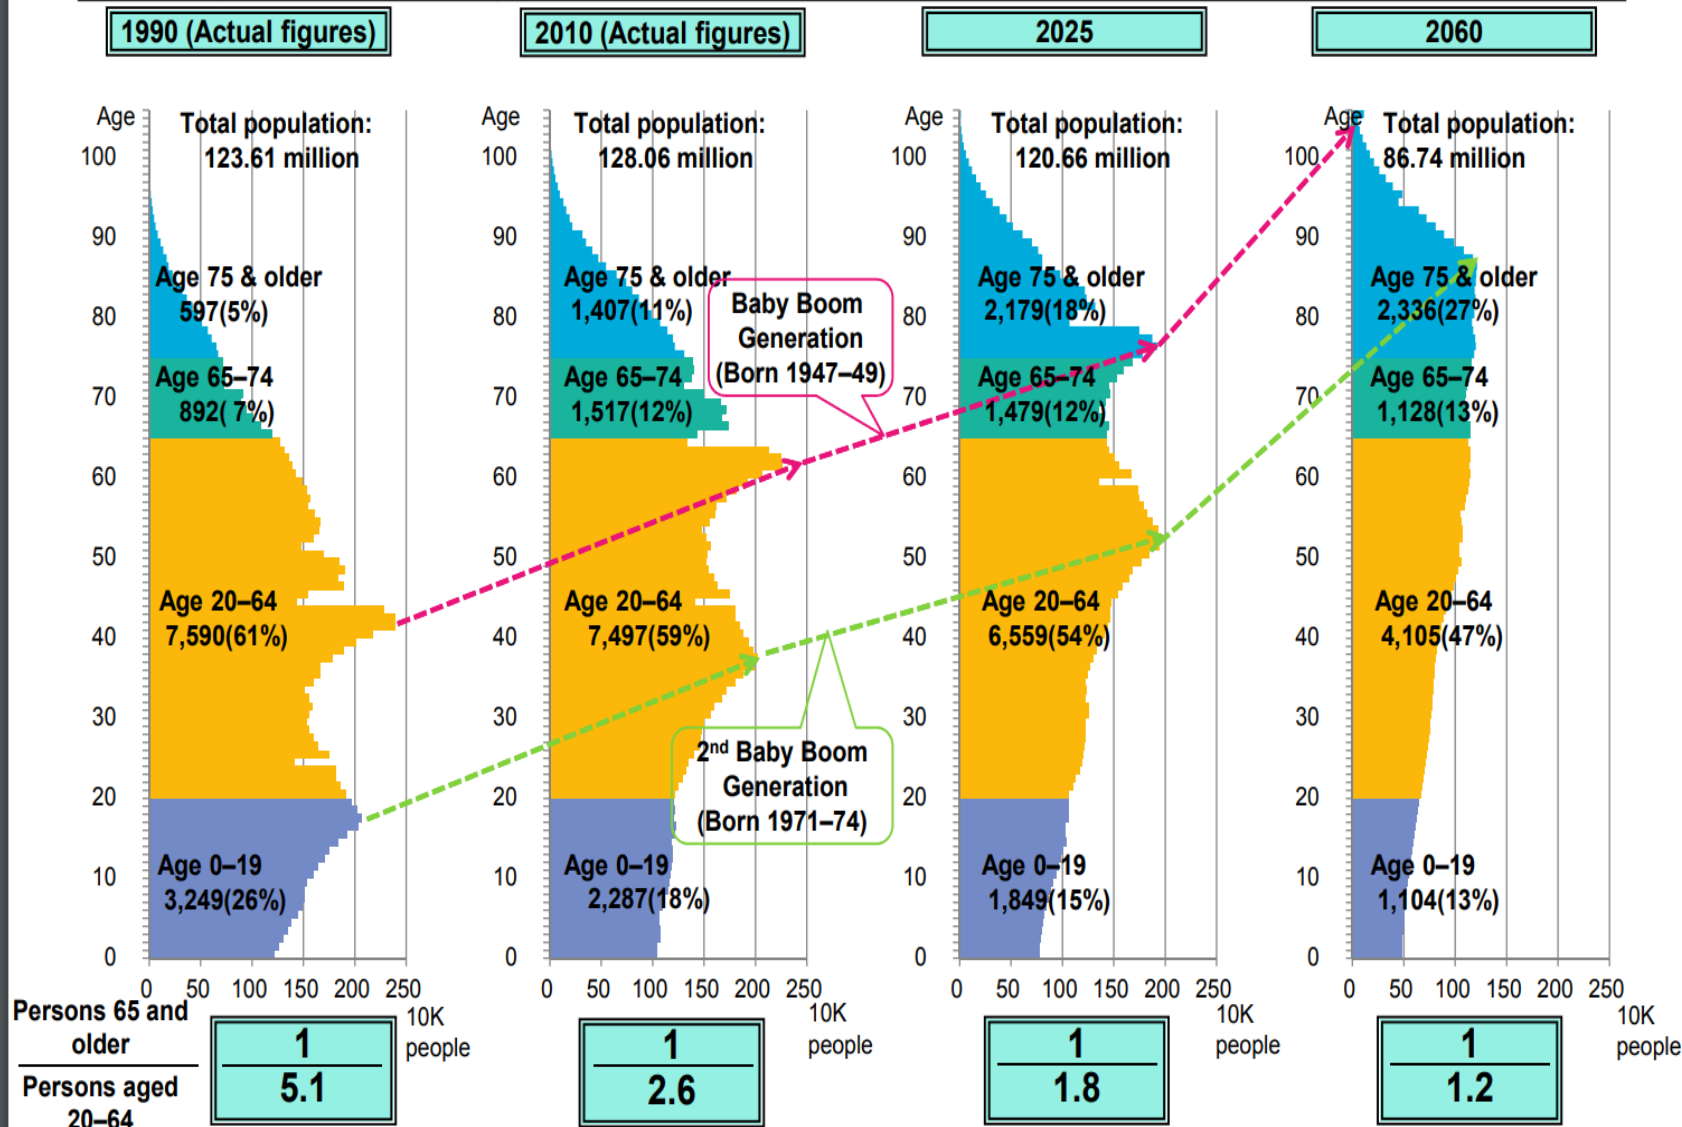 1990 (Actual figures)
2010 (Actual figures)
2025
2060
Age
Total population:
123.61 million
100
90
80
70
60
50
40
30
20
10
0
Age 75 & older
597(5%)
Age 65–74
892( 7%)
Age 20–64
7,590(61%)
Age 0–19
3,249(26%)
0 50 100 150 200 250
10K
people
Age
Total population:
128.06 million
100
90
80
70
60
50
40
30
20
10
0
Age 75 & older
1,407(11%)
Age 65–74
1,517(12%)
Age 20–64
7,497(59%)
Age 0–19
2,287(18%)
0 50 100 150 200 250
10K
people
Baby Boom
Generation
(Born 1947–49)
2nd Baby Boom
Generation
(Born 1971–74)
Age
Total population:
120.66 million
100
90
80
70
60
50
40
30
20
10
0
Age 75 & older
2,179(18%)
Age 65–74
1,479(12%)
Age 20–64
6,559(54%)
Age 0–19
1,849(15%)
0 50 100 150 200 250
10K
people
Age
Total population:
86.74 million
100
90
80
70
60
50
40
30
20
10
0
Age 75 & older
2,336(27%)
Age 65–74
1,128(13%)
Age 20–64
4,105(47%)
Age 0–19
1,104(13%)
0 50 100 150 200 250
10K
people
Persons 65 and
older
Persons aged
20–64
1
5.1
1
2.6
1
1.8
1
1.2